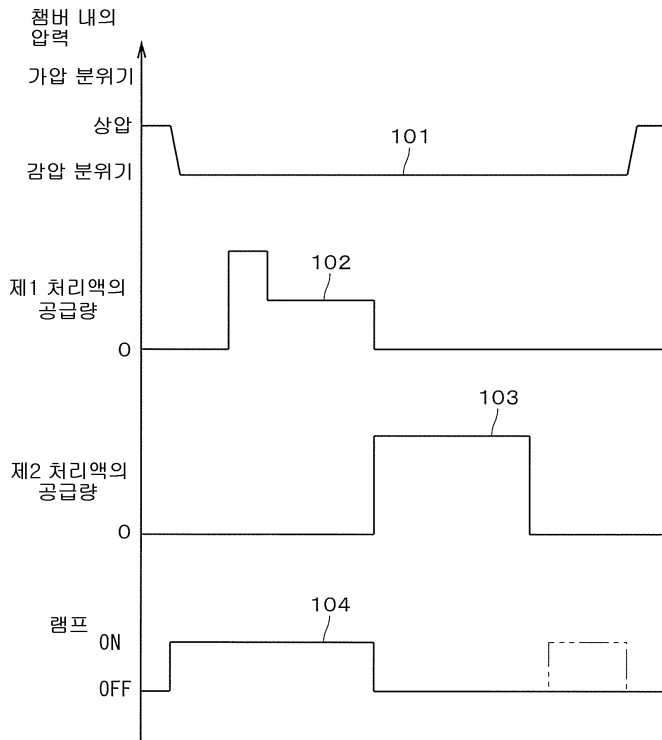 챔버 내의
압력
가압 분위기
상압
감압 분위기
101
제1 처리액의
공급량
102
0
103
제2 처리액의
공급량
0
104
램프
ON
OFF